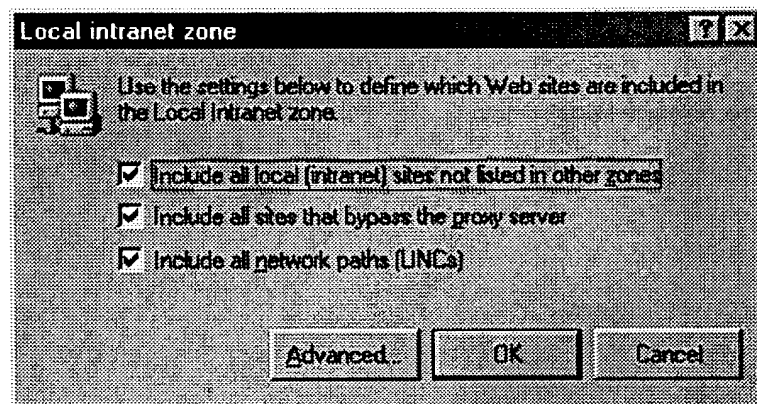 Local intranet zone
Use the settings below to define which Web sites are included in
the Local Intranet zone.
Include all local (intranet) sites not listed in other zones
Include all sites that bypass the proxy server
Include all network paths (UNCs)
Advanced... OK Cancel